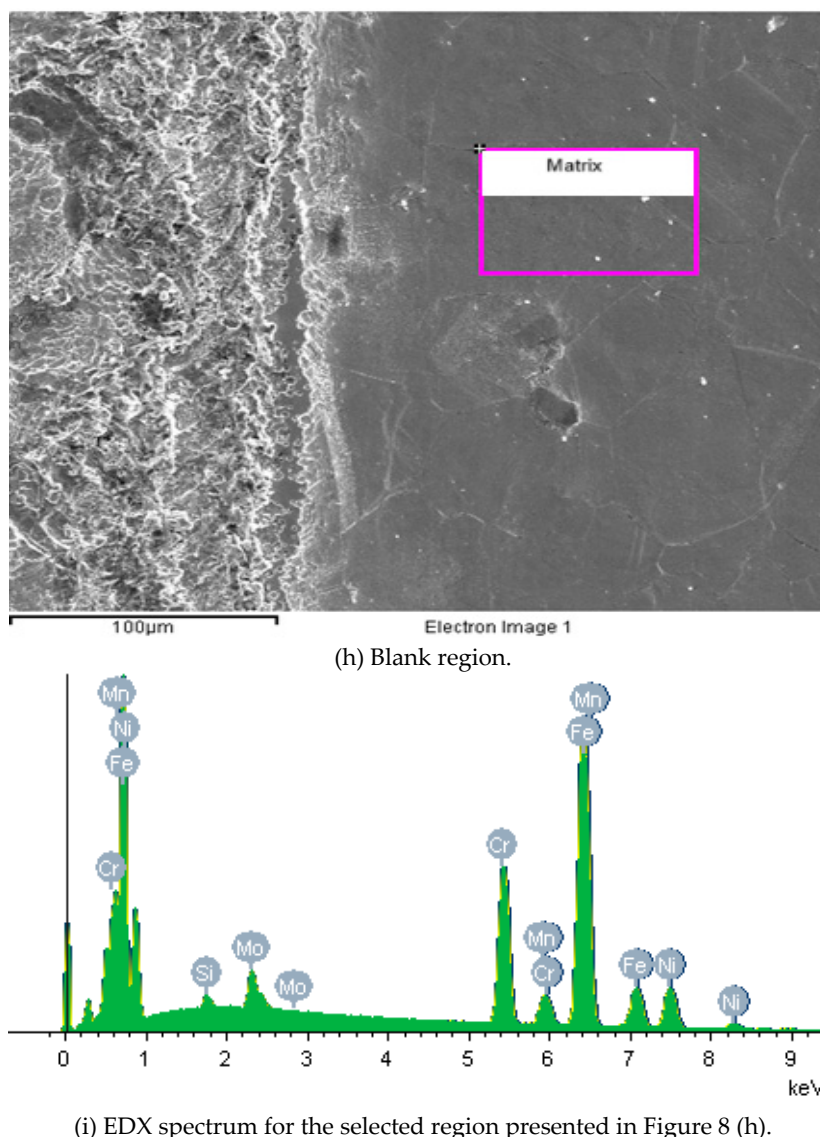 Matrix
100µm Electron Image 1
(h) Blank region.
Mn Mn
Ni Fe
Fe
Cr Cr
Mo Mn
Si Mo Cr Fe Ni
Ni
0 1 2 3 4 5 6 7 8 9
keV
(i) EDX spectrum for the selected region presented in Figure 8 (h).